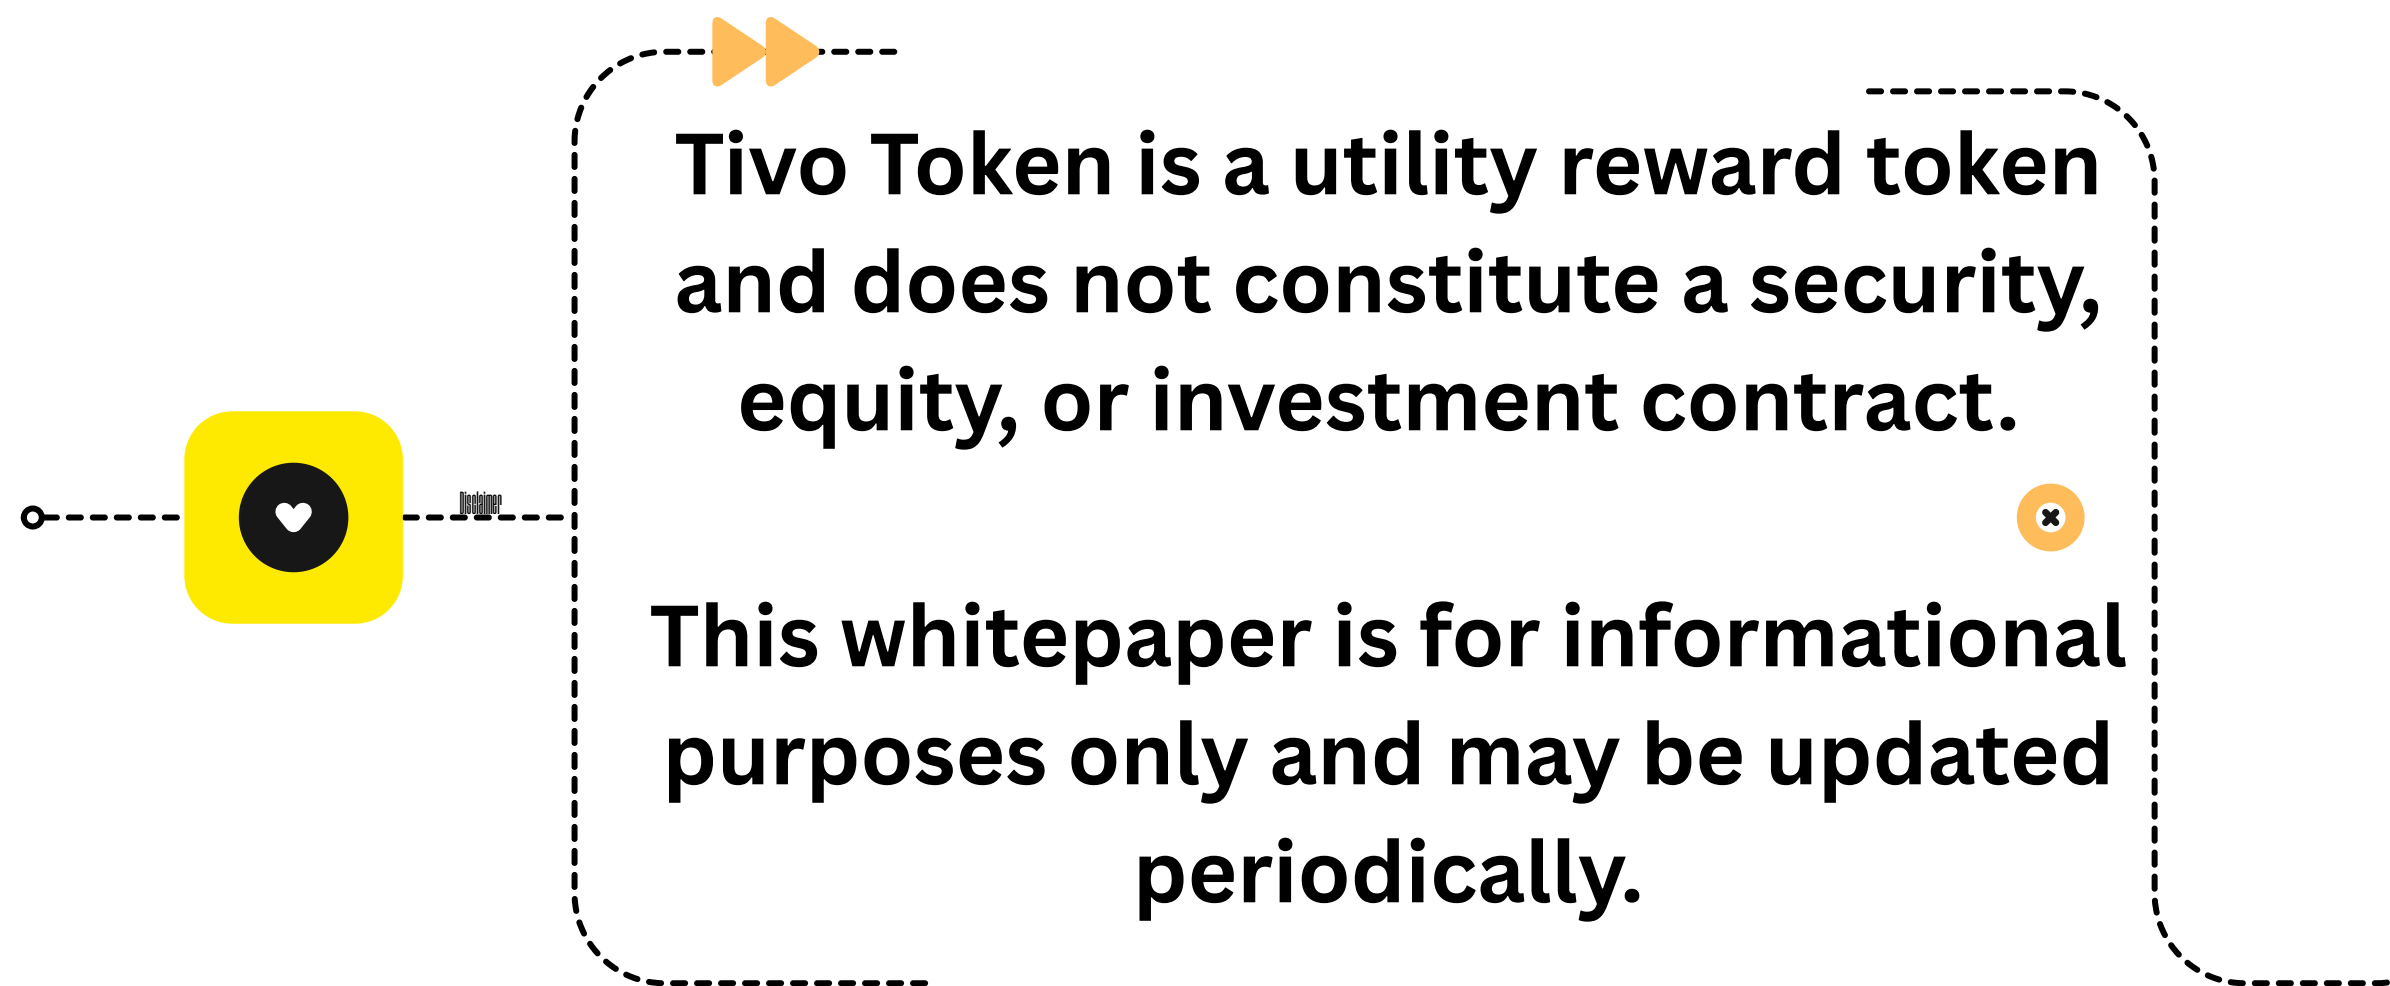 Tivo Token is a utility reward token
and does not constitute a security,
equity, or investment contract.
Disclaimer
This whitepaper is for informational
purposes only and may be updated
periodically.